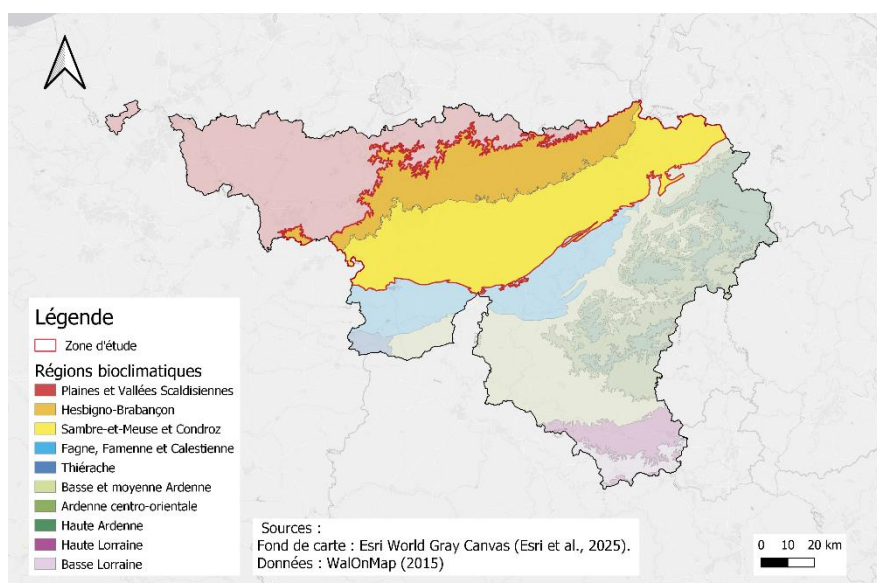 Légende
Zone d'étude
Régions bioclimatiques
Plaines et Vallées Scaldisiennes
Hesbigno-Brabançon
Sambre-et-Meuse et Condroz
Fagne, Famenne et Calestienne
Thiérache
Basse et moyenne Ardenne
Ardenne centro-orientale
Haute Ardenne
Haute Lorraine
Basse Lorraine
Sources :
Fond de carte : Esri World Gray Canvas (Esri et al., 2025).
Données : WalOnMap (2015)
0 10 20 km